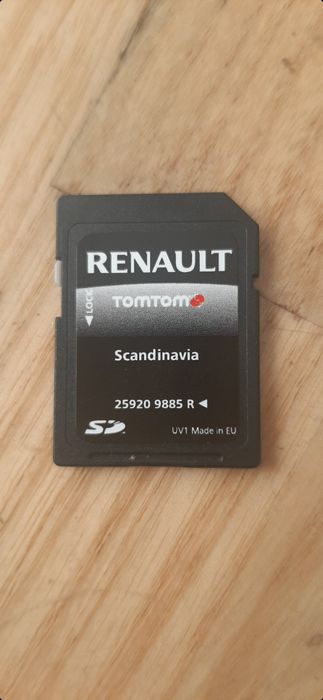 RENAULT
◀ LOCK
TOMTOM
Scandinavia
25920 9885 R ◀
SD
UV1 Made in EU